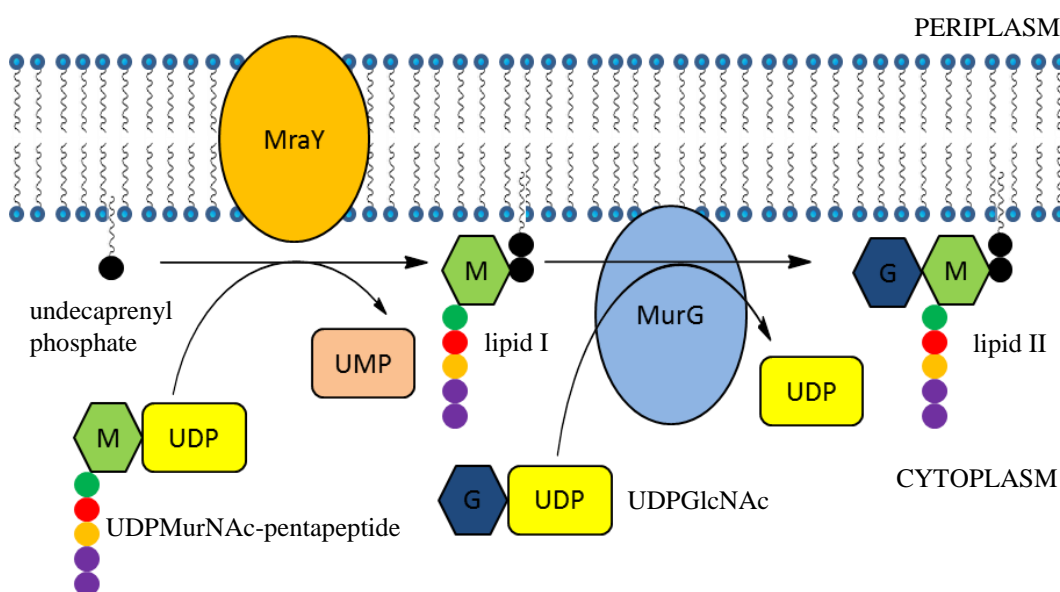 PERIPLASM
MraY
undecaprenyl
phosphate
M
lipid I
MurG
G
M
lipid II
UMP
UDP
M
UDP
UDPMurNAc-pentapeptide
G
UDP
UDPGlcNAc
CYTOPLASM